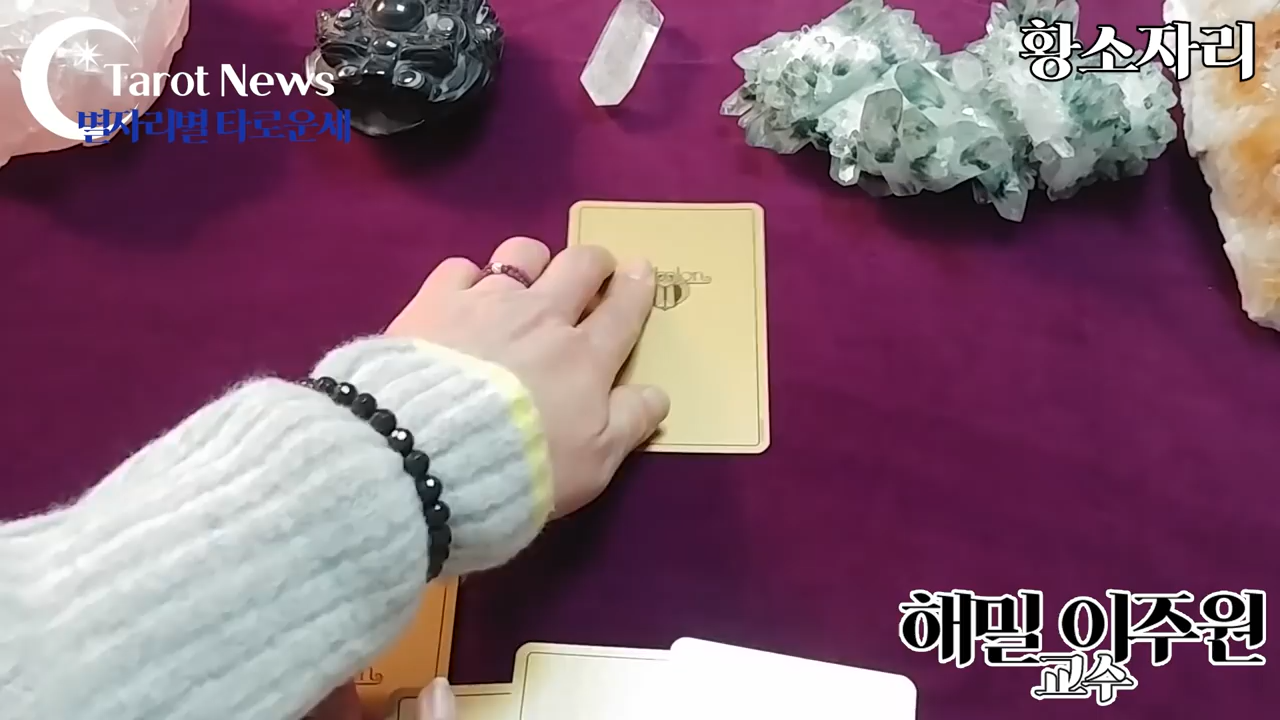 Tarot News
별자리별 타로운세
황소자리
해밀 이주원
교수